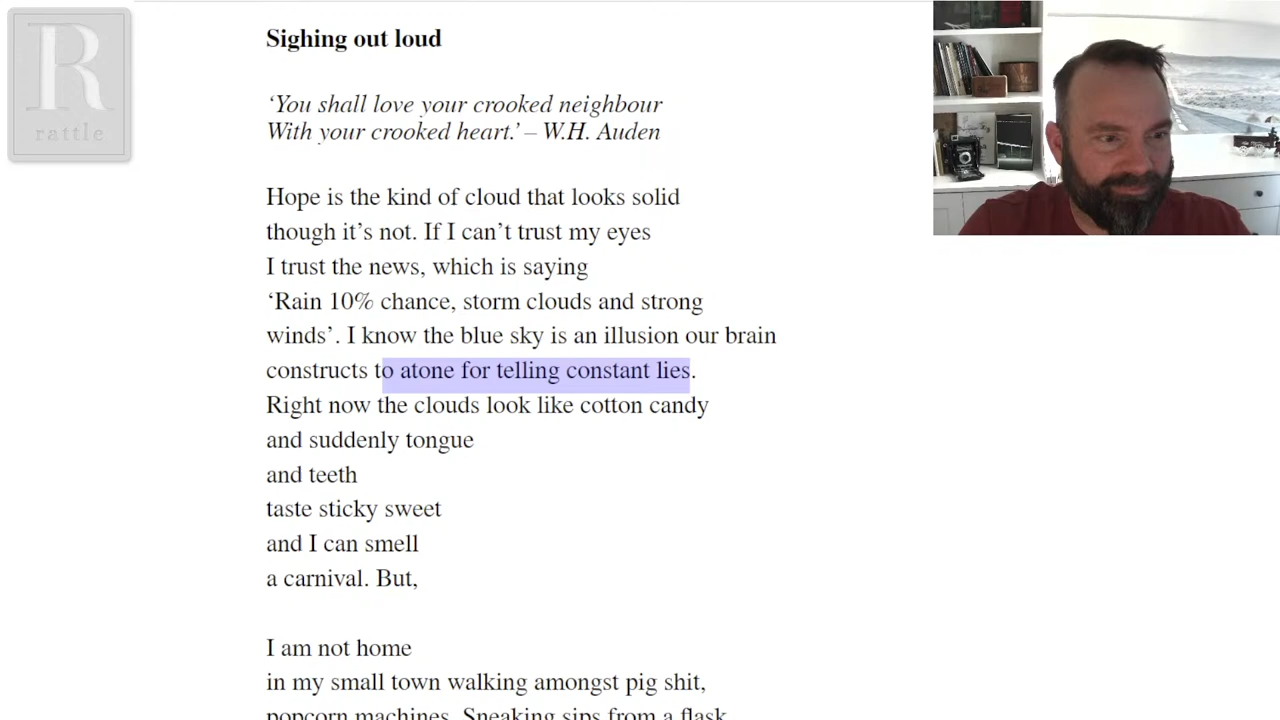 R
rattle
Sighing out loud
‘You shall love your crooked neighbour
With your crooked heart.’ – W.H. Auden
Hope is the kind of cloud that looks solid
though it’s not. If I can’t trust my eyes
I trust the news, which is saying
‘Rain 10% chance, storm clouds and strong
winds’. I know the blue sky is an illusion our brain
constructs to atone for telling constant lies.
Right now the clouds look like cotton candy
and suddenly tongue
and teeth
taste sticky sweet
and I can smell
a carnival. But,
I am not home
in my small town walking amongst pig shit,
popcorn machines. Sneaking sips from a flask